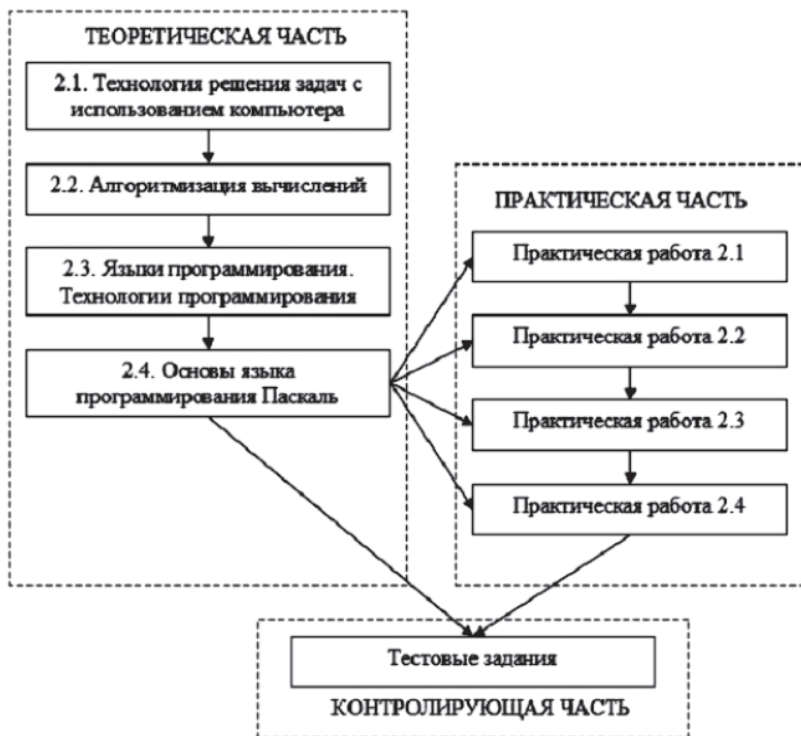 ТЕОРЕТИЧЕСКАЯ ЧАСТЬ
2.1. Технология решения задач с
использованием компьютера
2.2. Алгоритмизация вычислений
2.3. Языки программирования.
Технологии программирования
2.4. Основы языка
программирования Паскаль
ПРАКТИЧЕСКАЯ ЧАСТЬ
Практическая работа 2.1
Практическая работа 2.2
Практическая работа 2.3
Практическая работа 2.4
Тестовые задания
КОНТРОЛИРУЮЩАЯ ЧАСТЬ